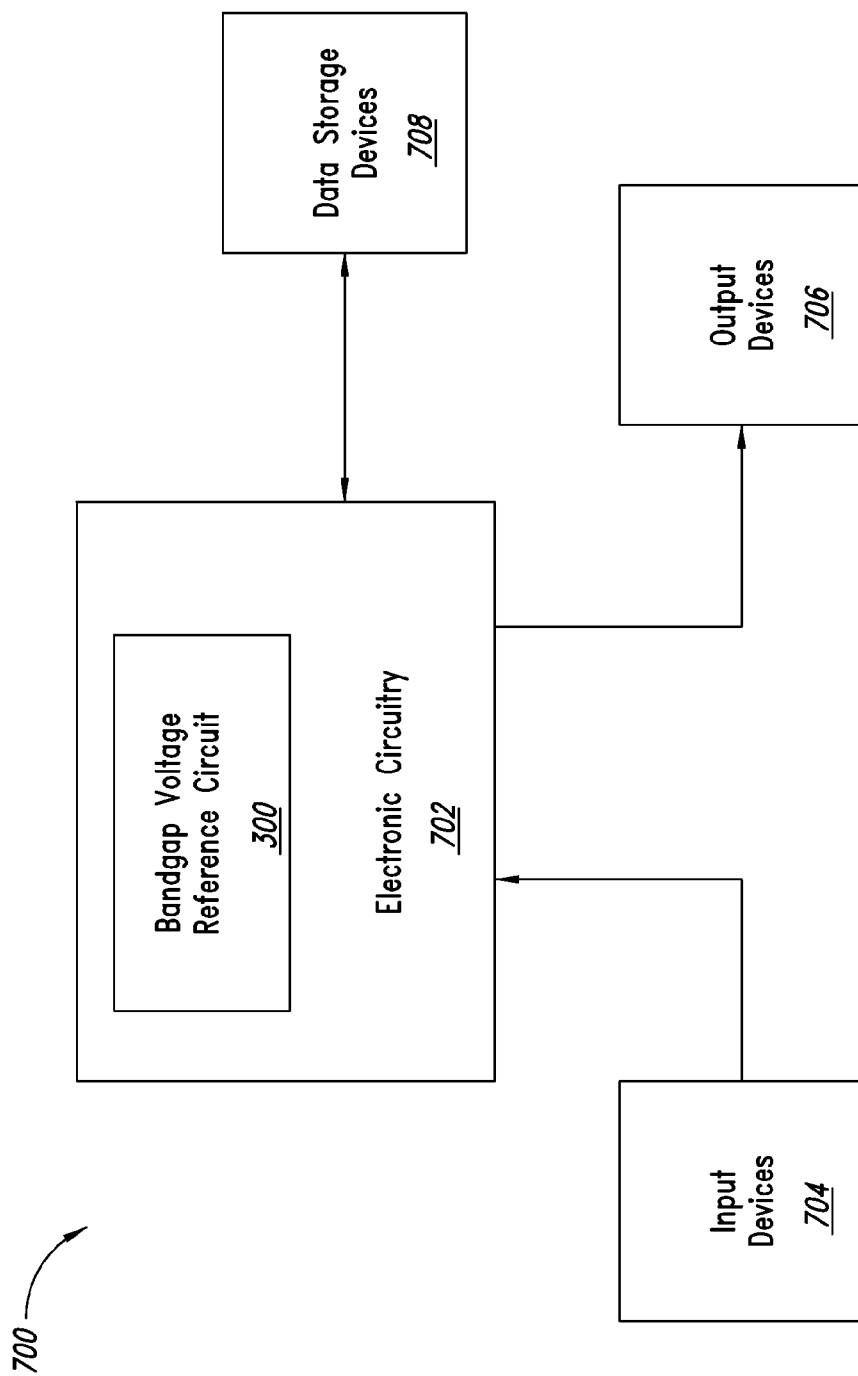 700
Bandgap Voltage
Reference Circuit
300
Electronic Circuitry
702
Data Storage
Devices
708
Input
Devices
704
Output
Devices
706